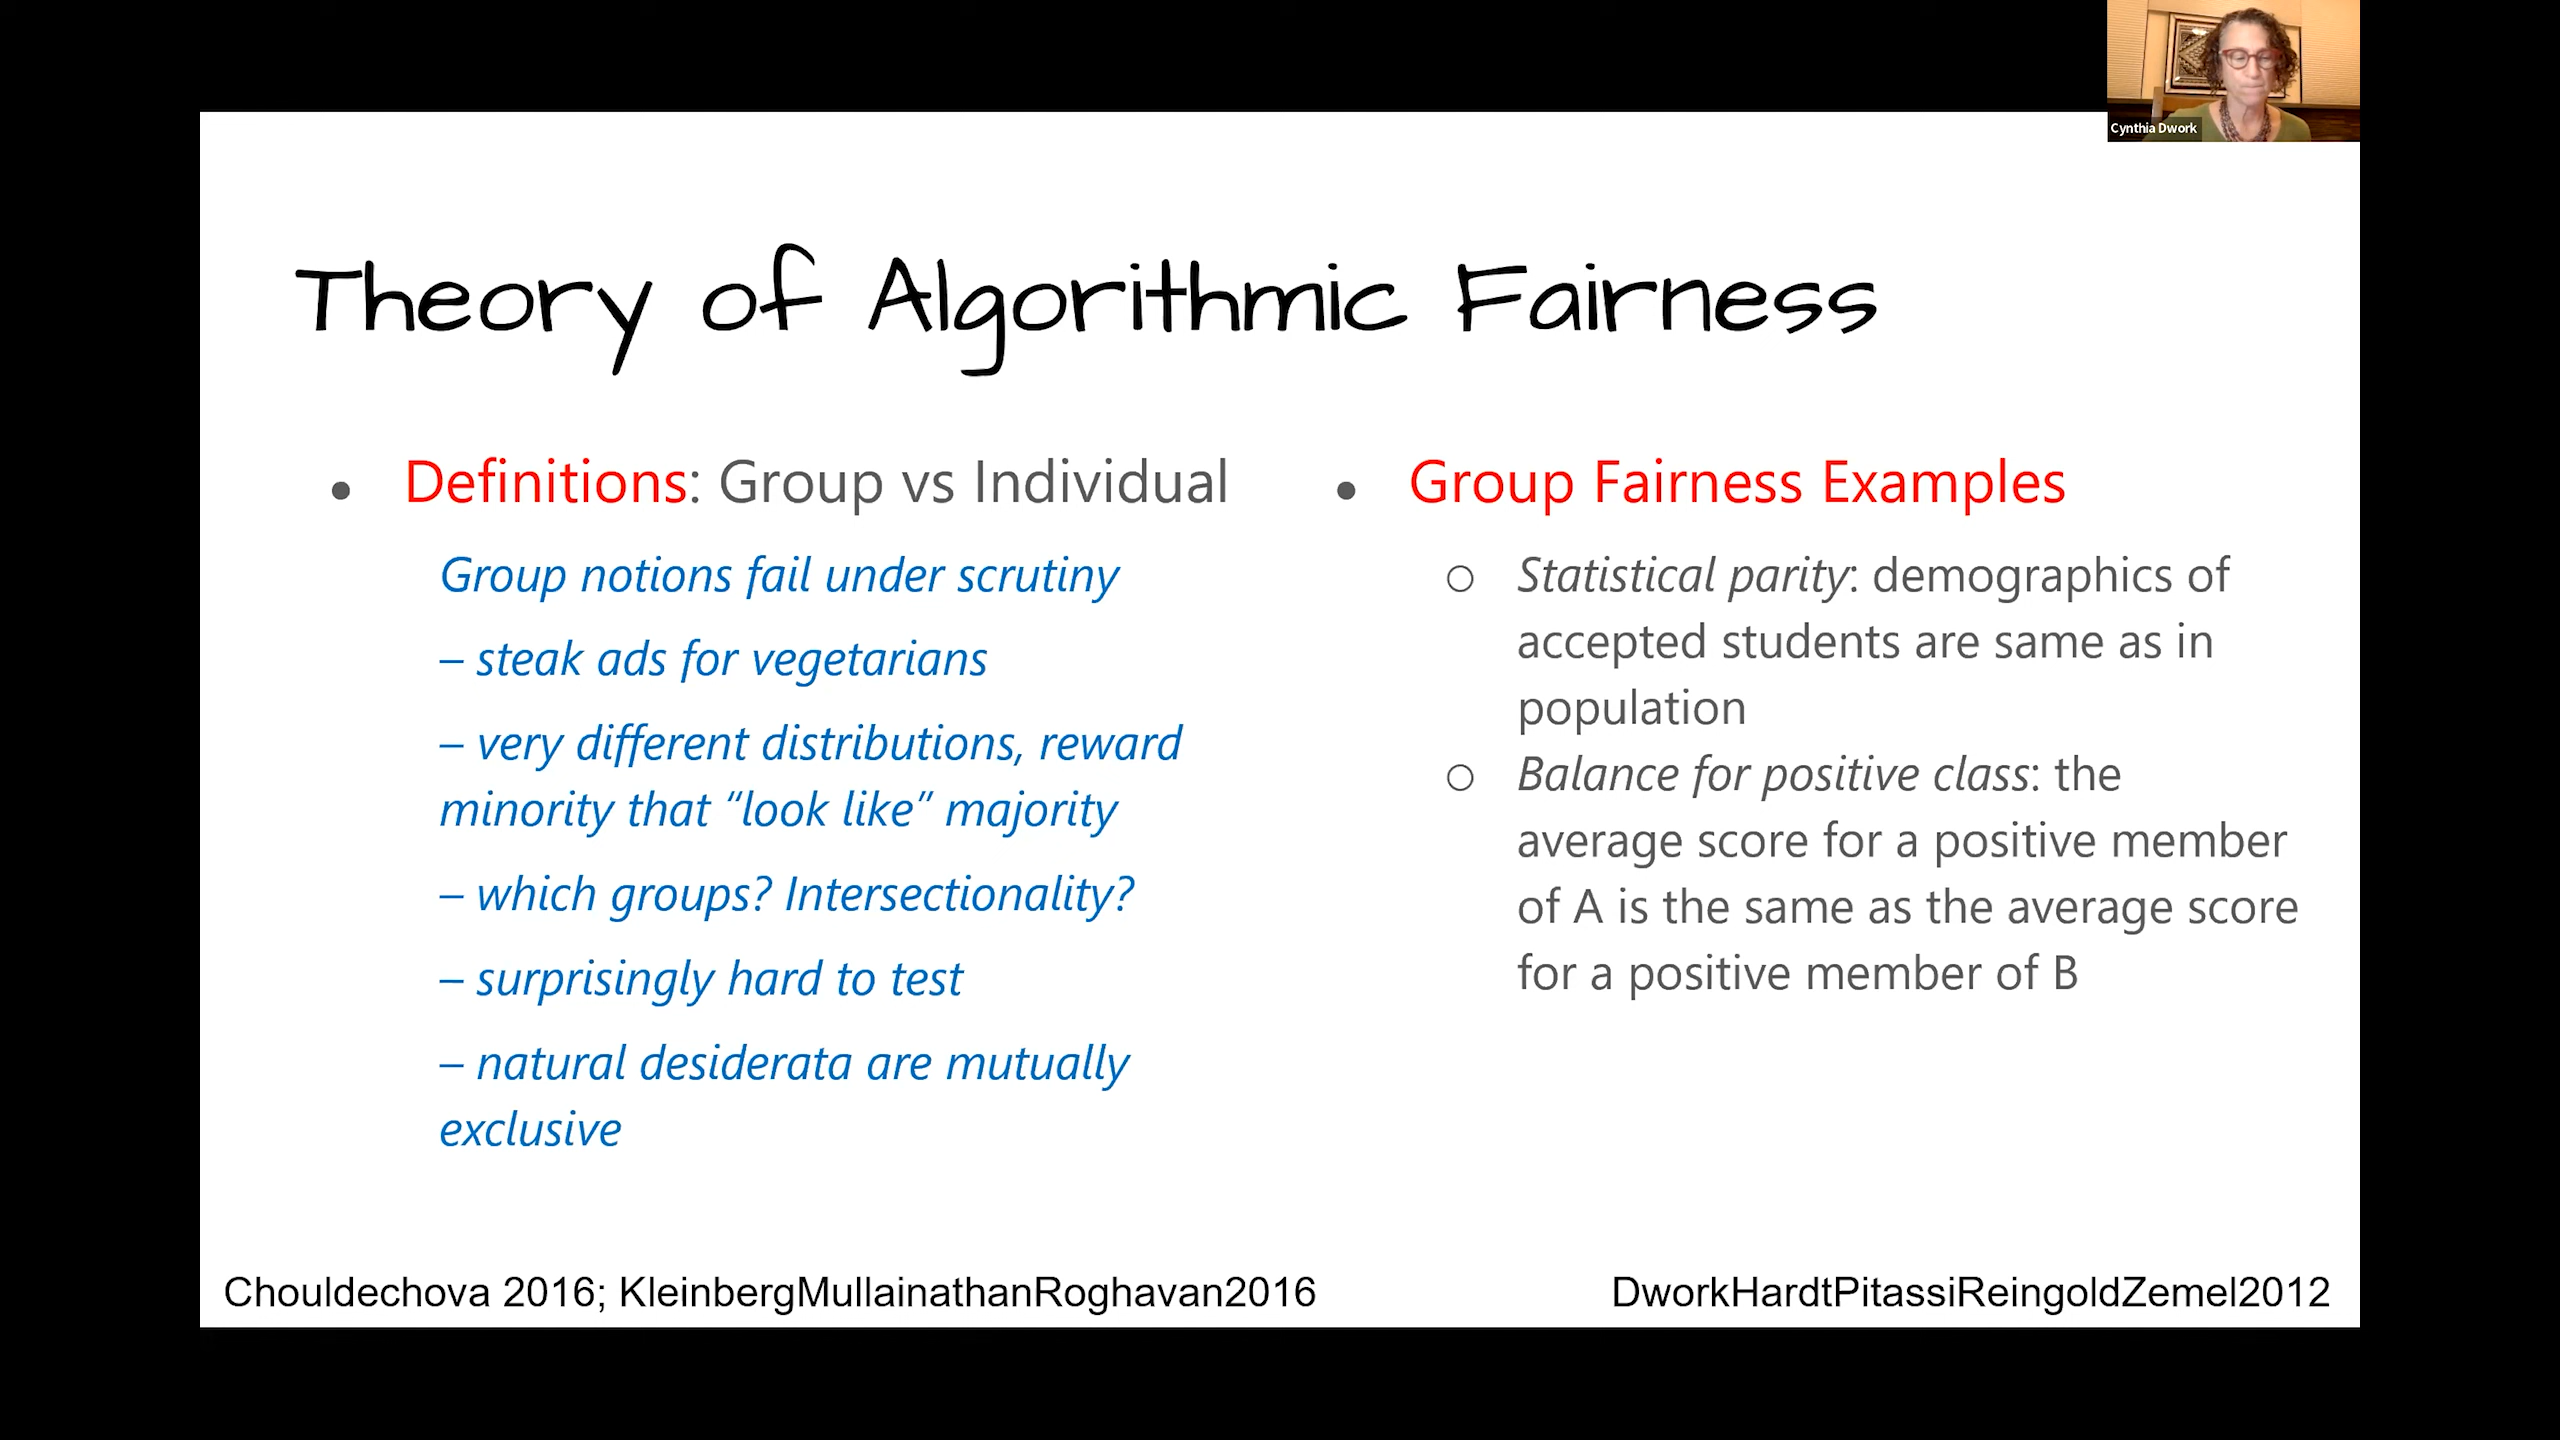 Cynthia Dwork
Theory of Algorithmic Fairness
• Definitions: Group vs Individual
Group notions fail under scrutiny
– steak ads for vegetarians
– very different distributions, reward
minority that “look like” majority
– which groups? Intersectionality?
– surprisingly hard to test
– natural desiderata are mutually
exclusive
• Group Fairness Examples
○ Statistical parity: demographics of
accepted students are same as in
population
○ Balance for positive class: the
average score for a positive member
of A is the same as the average score
for a positive member of B
Chouldechova 2016; KleinbergMullainathanRoghavan2016
DworkHardtPitassiReingoldZemel2012